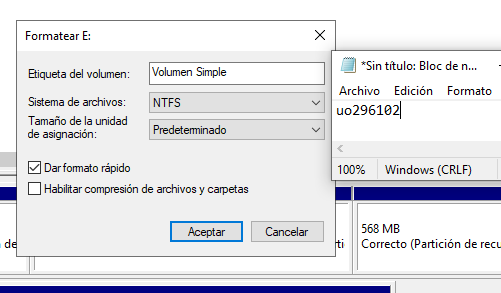 Formatear E:
Etiqueta del volumen:
Volumen Simple
Sistema de archivos:
NTFS
Tamaño de la unidad
de asignación:
Predeterminado
Dar formato rápido
Habilitar compresión de archivos y carpetas
Aceptar
Cancelar
*Sin título: Bloc de n...
Archivo Edición Formato
uo296102
100% Windows (CRLF)
568 MB
Correcto (Partición de recu